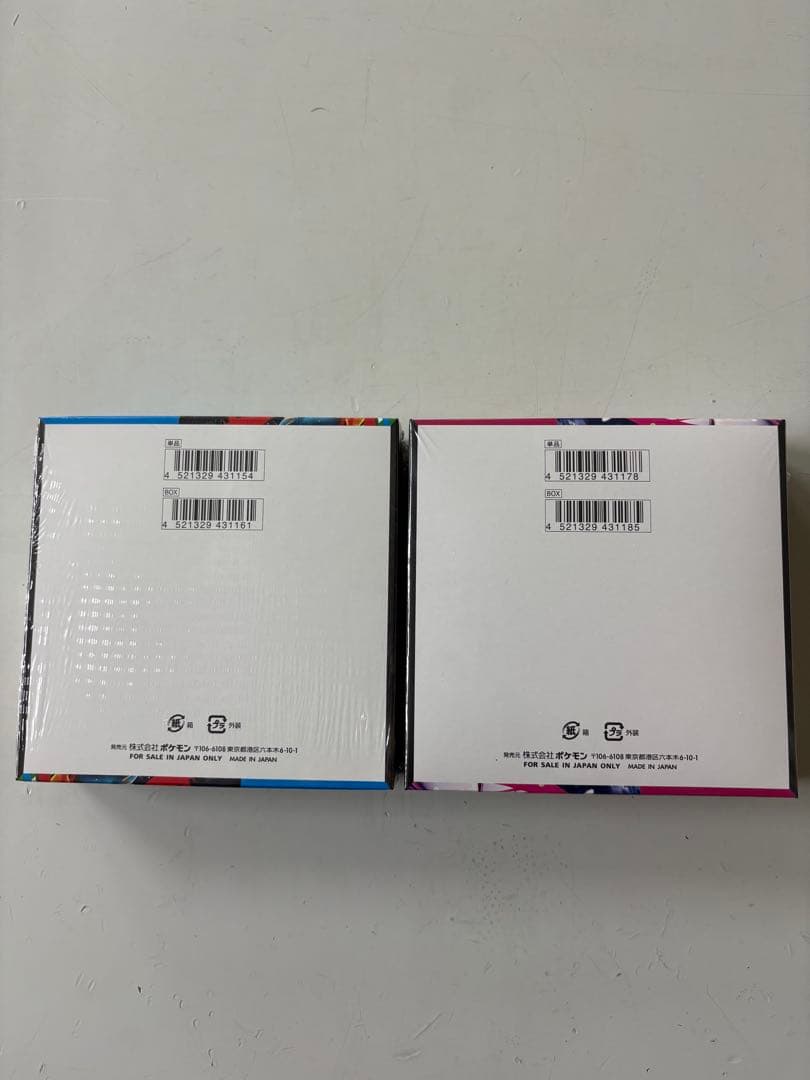 単品
4 521329 431154
BOX
4 521329 431161
紙 箱 プラ 外装
発売元 株式会社ポケモン 〒106-6108 東京都港区六本木6-10-1
FOR SALE IN JAPAN ONLY MADE IN JAPAN
単品
4 521329 431178
BOX
4 521329 431185
紙 箱 プラ 外装
発売元 株式会社ポケモン 〒106-6108 東京都港区六本木6-10-1
FOR SALE IN JAPAN ONLY MADE IN JAPAN